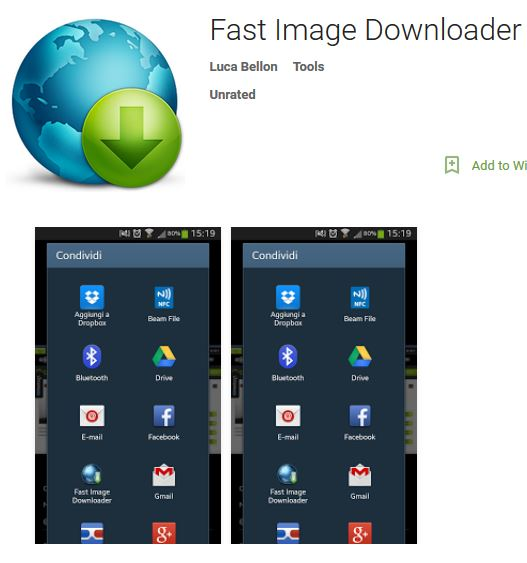 Fast Image Downloader
Luca Bellon Tools
Unrated
Add to Wi
80% 15:19
Condividi
Aggiungi a
Dropbox
NFC
Beam File
Bluetooth
Drive
E-mail
Facebook
Fast Image
Downloader
Gmail
g+
80% 15:19
Condividi
Aggiungi a
Dropbox
NFC
Beam File
Bluetooth
Drive
E-mail
Facebook
Fast Image
Downloader
Gmail
g+